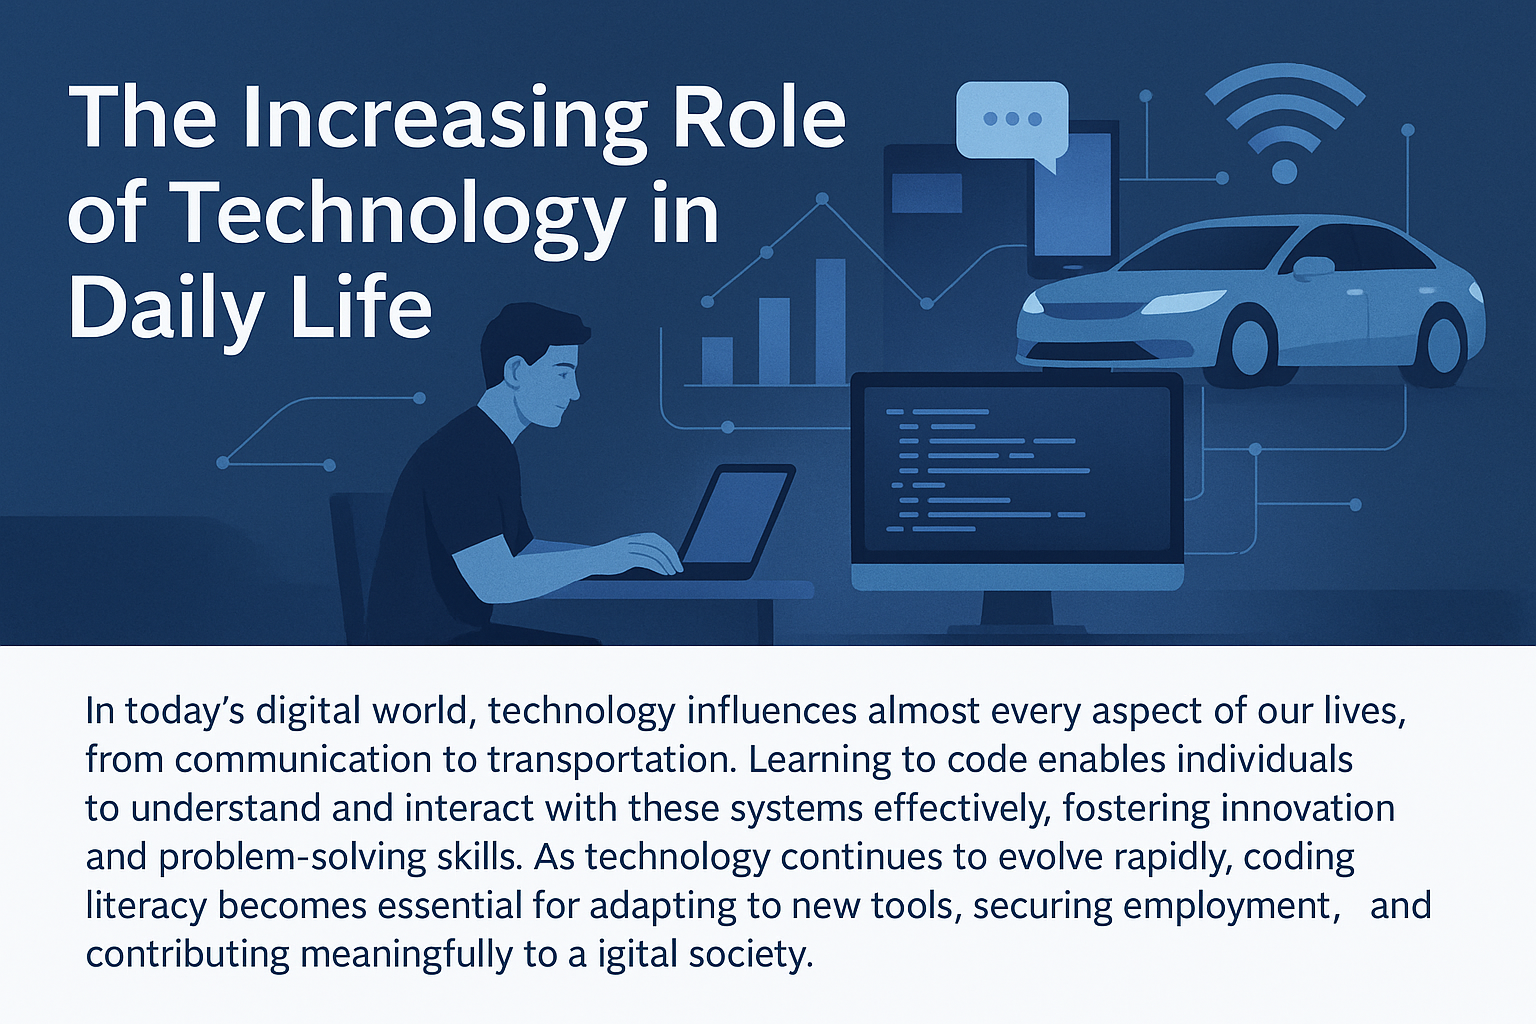 The Increasing Role
of Technology in
Daily Life
In today’s digital world, technology influences almost every aspect of our lives,
from communication to transportation. Learning to code enables individuals
to understand and interact with these systems effectively, fostering innovation
and problem-solving skills. As technology continues to evolve rapidly, coding
literacy becomes essential for adapting to new tools, securing employment, and
contributing meaningfully to a igital society.